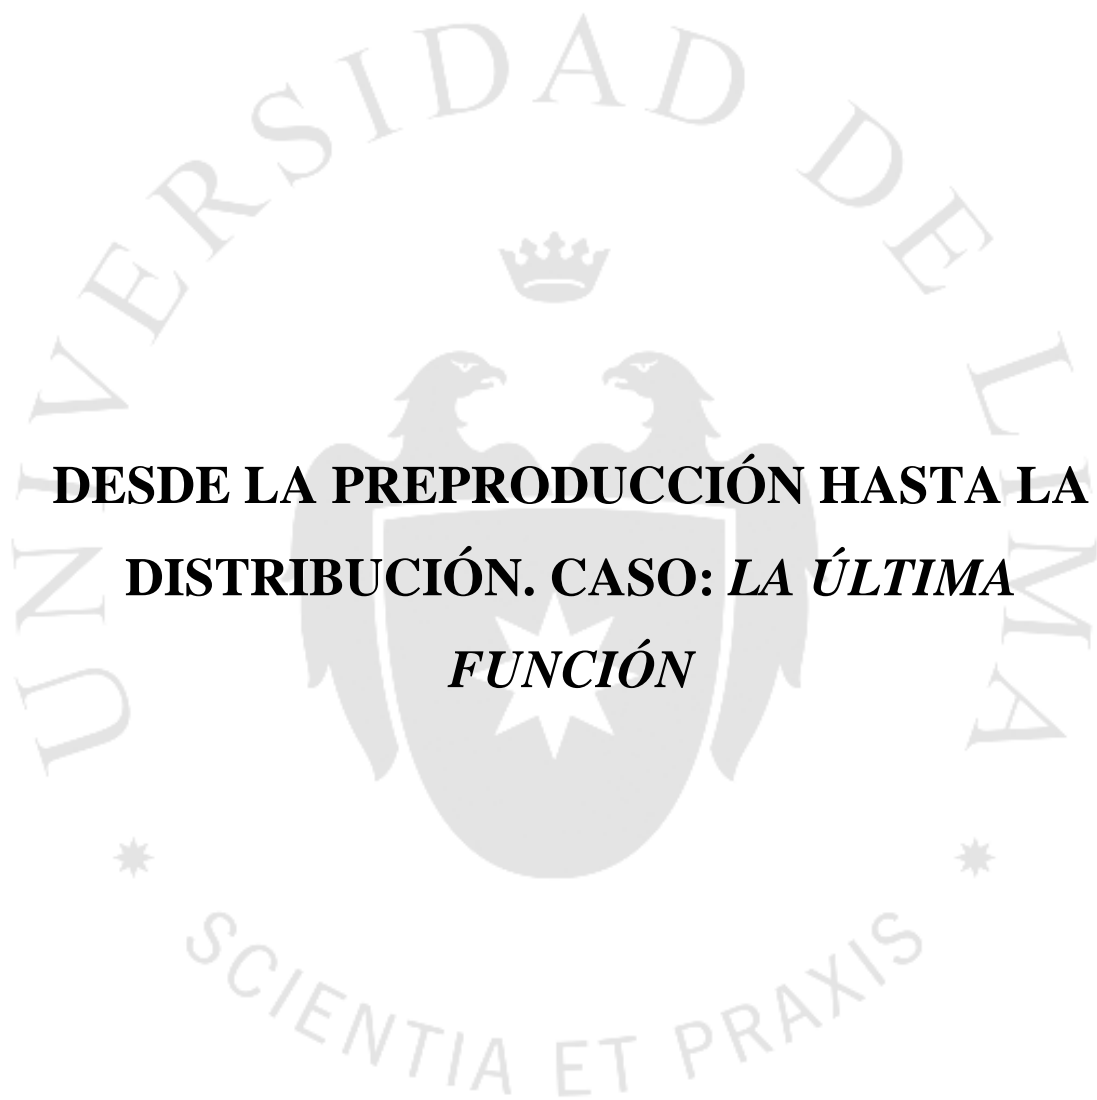 UNIVERSIDAD DE LIMA
DESDE LA PREPRODUCCIÓN HASTA LA
DISTRIBUCIÓN. CASO: LA ÚLTIMA
FUNCIÓN
SCIENTIA ET PRAXIS